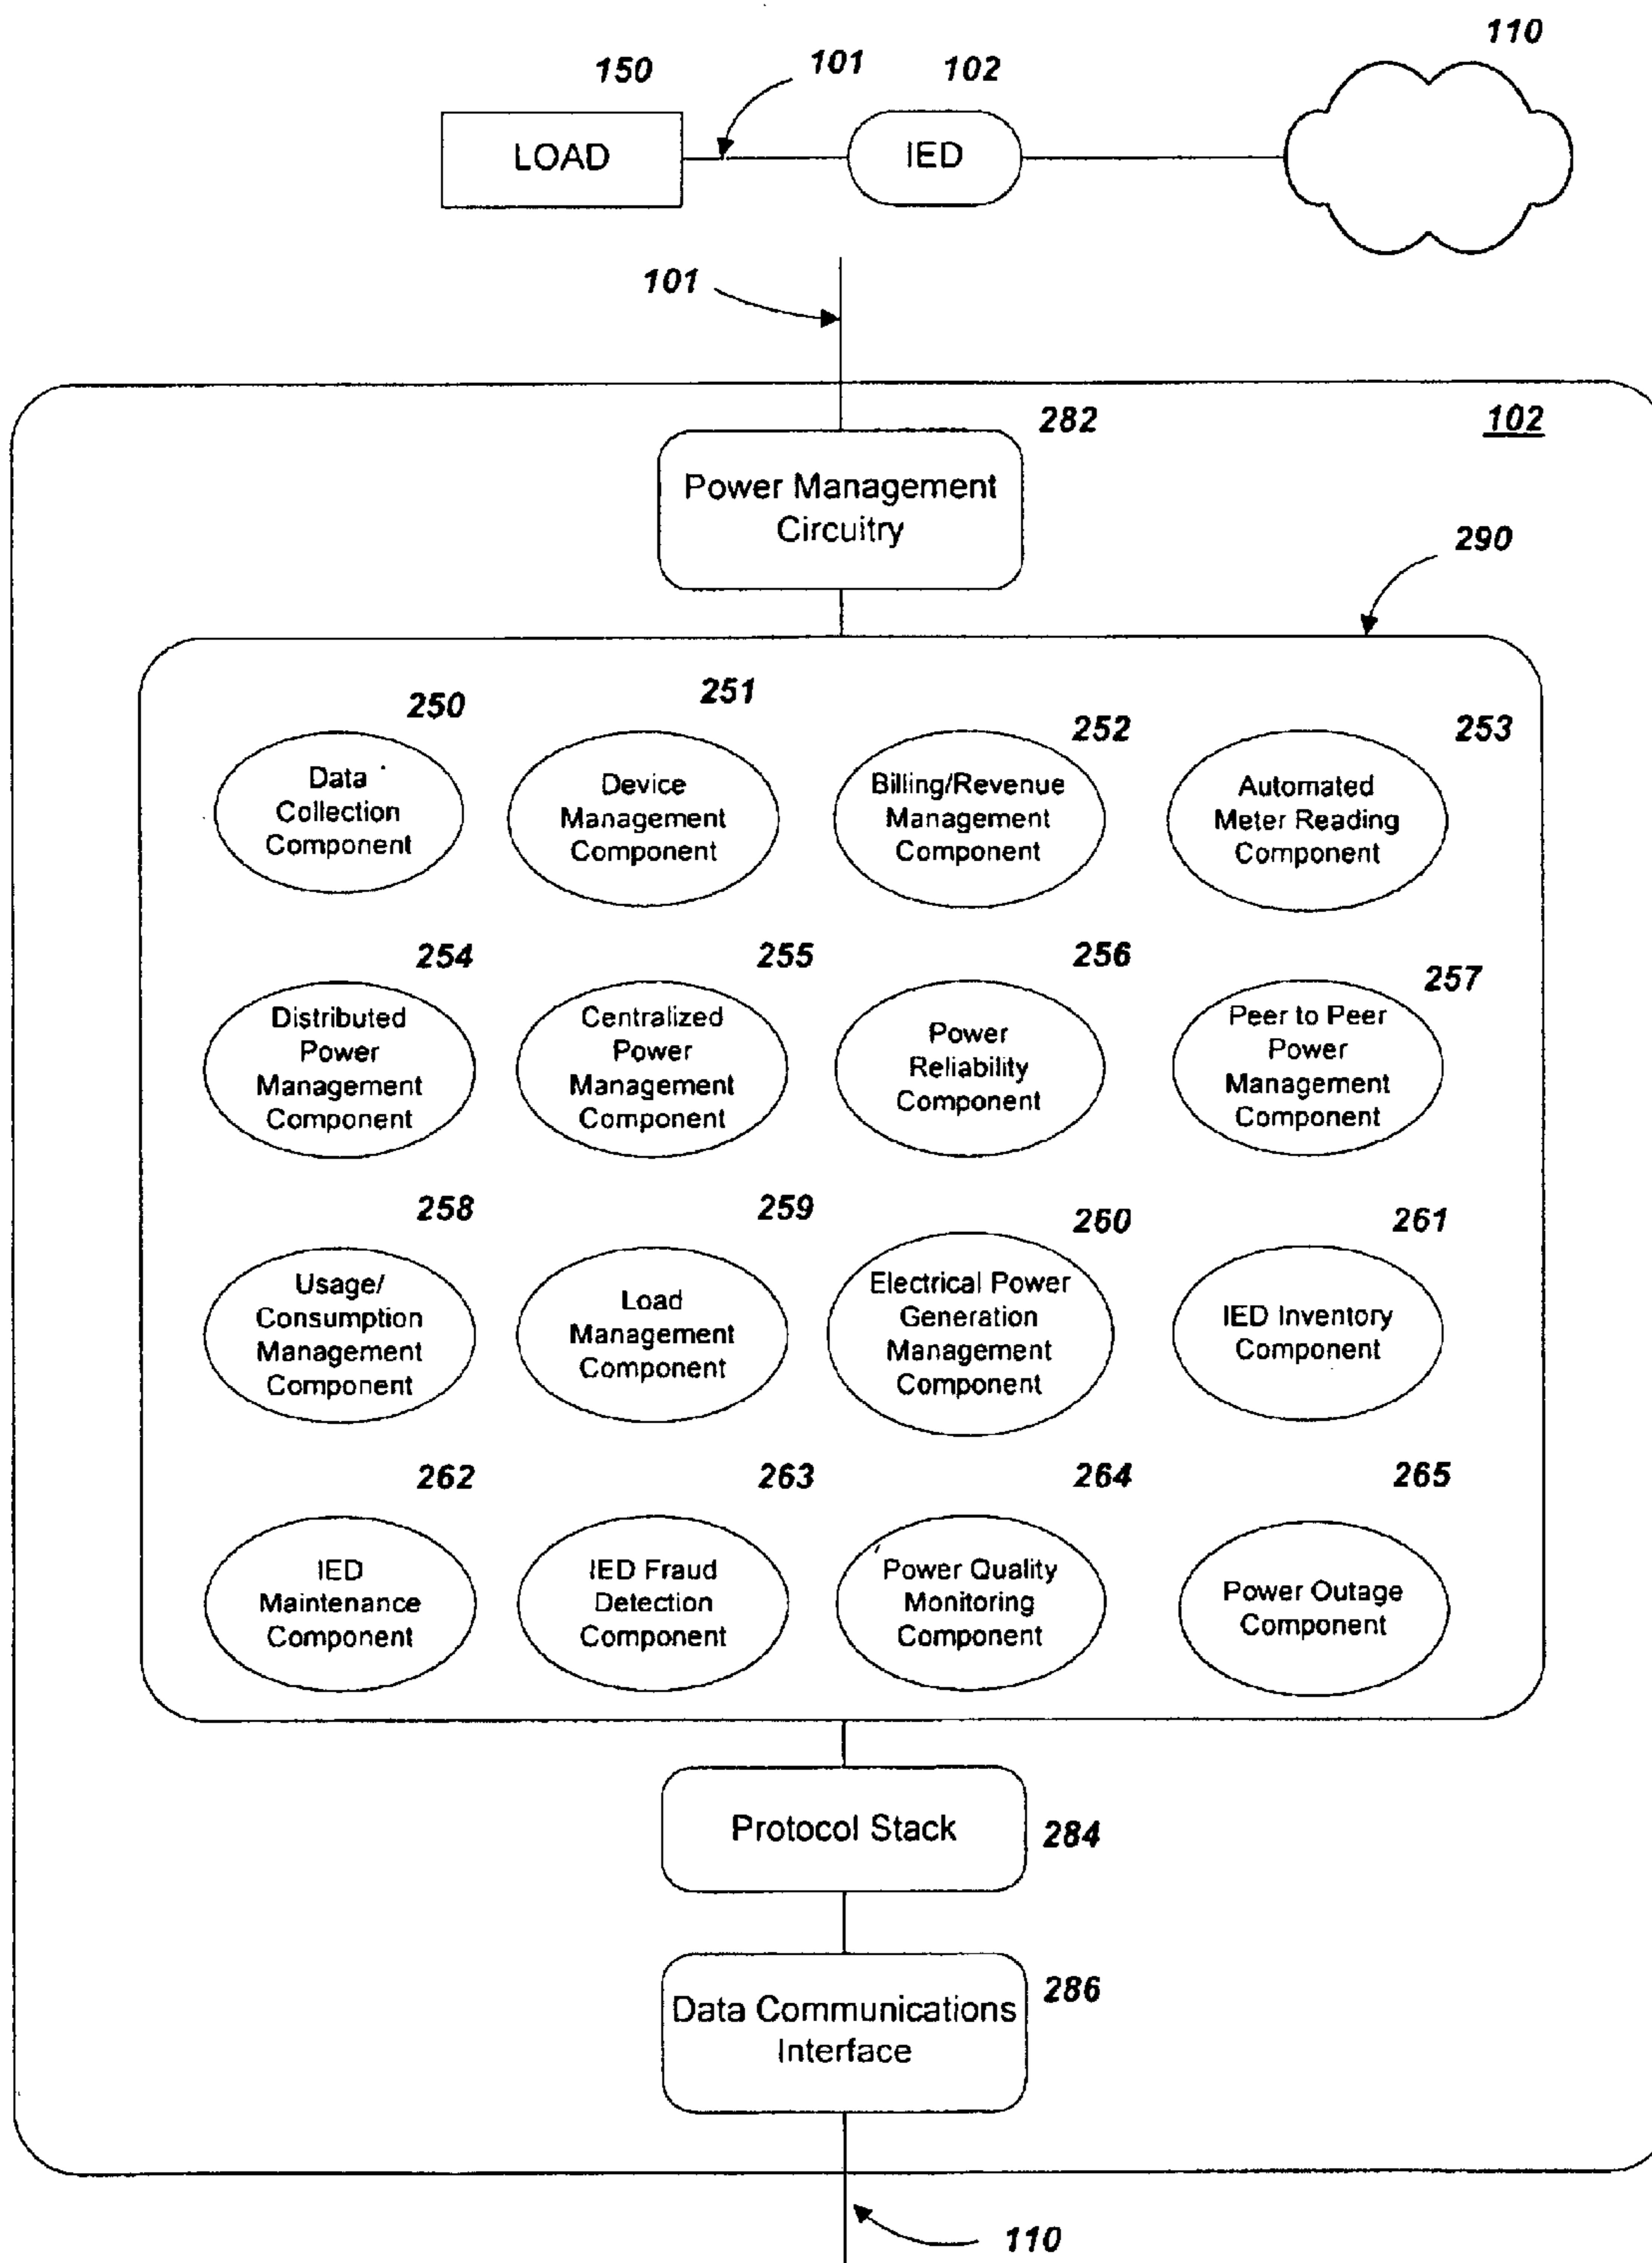 110
150
101
102
LOAD
IED
101
282
102
Power Management
Circuitry
290
250
251
252
253
Data
Collection
Component
Device
Management
Component
Billing/Revenue
Management
Component
Automated
Meter Reading
Component
254
255
256
257
Distributed
Power
Management
Component
Centralized
Power
Management
Component
Power
Reliability
Component
Peer to Peer
Power
Management
Component
258
259
260
261
Usage/
Consumption
Management
Component
Load
Management
Component
Electrical Power
Generation
Management
Component
IED Inventory
Component
262
263
264
265
IED
Maintenance
Component
IED Fraud
Detection
Component
Power Quality
Monitoring
Component
Power Outage
Component
Protocol Stack
284
286
Data Communications
Interface
110